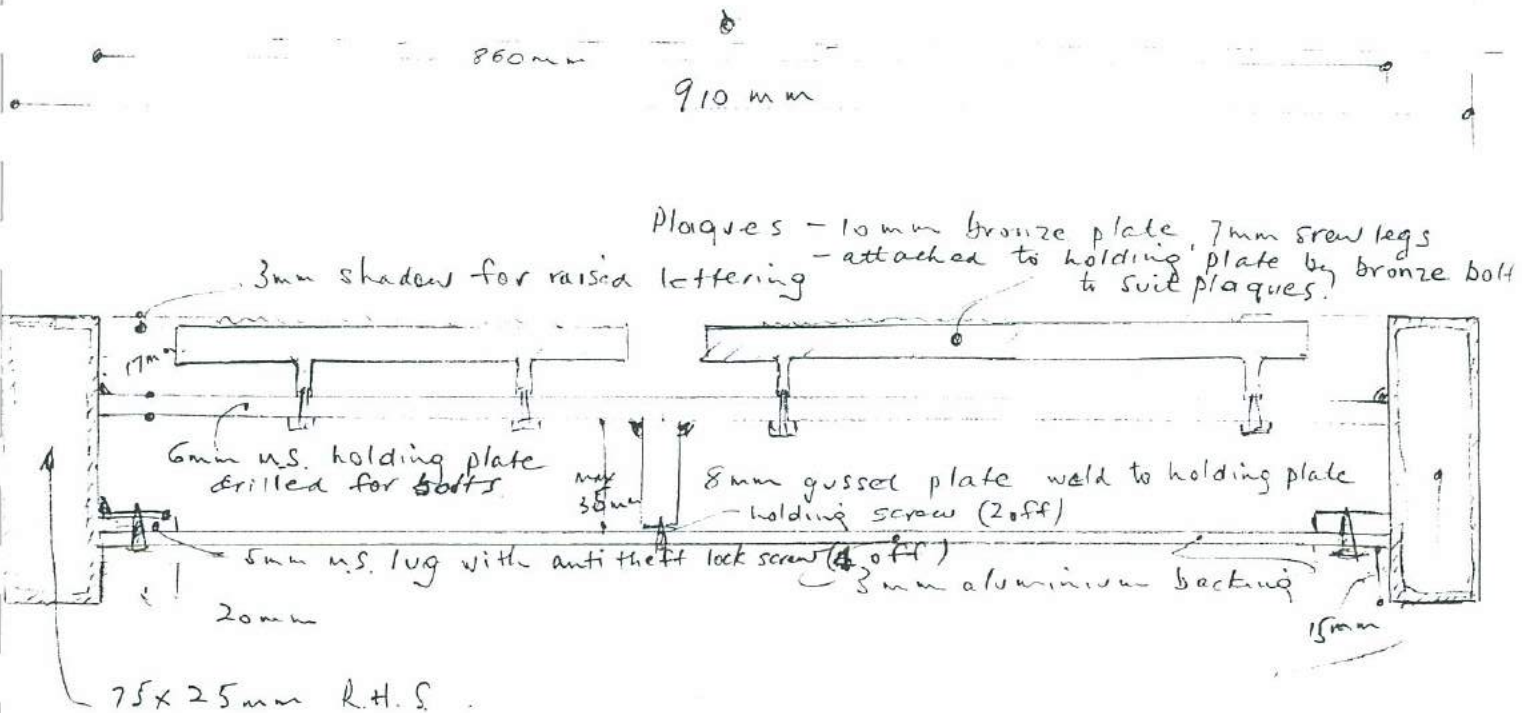 860mm
910 mm
Plaques - 10mm bronze plate, 7mm srew legs
- attached to holding plate by bronze bolt
to suit plaques.
3mm shadow for raised lettering
17mm
6mm M.S. holding plate
drilled for bolts
max
35mm
8mm gusset plate weld to holding plate
- holding screw (2 off)
5mm M.S. lug with anti theft lock screw (4 off)
3mm aluminium backing
20mm
15mm
75x25mm R.H.S.